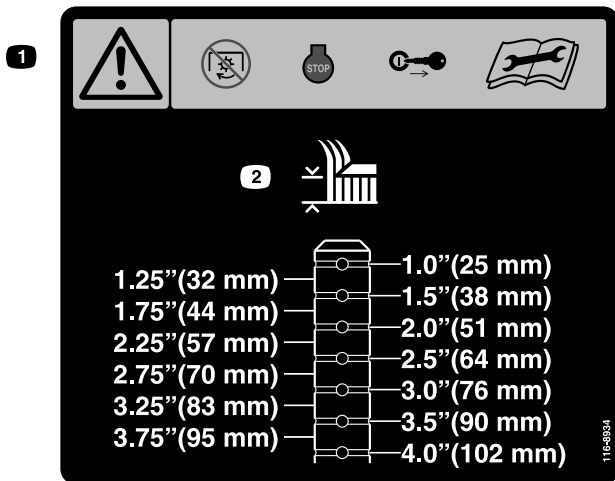 1
STOP
2
1.0”(25 mm)
1.25”(32 mm)
1.5”(38 mm)
1.75”(44 mm)
2.0”(51 mm)
2.25”(57 mm)
2.5”(64 mm)
2.75”(70 mm)
3.0”(76 mm)
3.25”(83 mm)
3.5”(90 mm)
3.75”(95 mm)
4.0”(102 mm)
116-8934